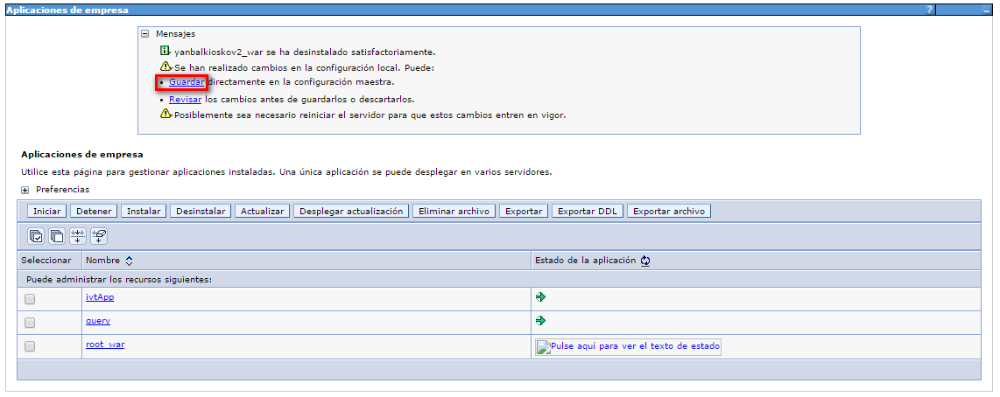 Aplicaciones de empresa ? _
Mensajes
yanbalkioskov2_war se ha desinstalado satisfactoriamente.
Se han realizado cambios en la configuración local. Puede:
• Guardar directamente en la configuración maestra.
• Revisar los cambios antes de guardarlos o descartarlos.
Posiblemente sea necesario reiniciar el servidor para que estos cambios entren en vigor.
Aplicaciones de empresa
Utilice esta página para gestionar aplicaciones instaladas. Una única aplicación se puede desplegar en varios servidores.
Preferencias
Iniciar Detener Instalar Desinstalar Actualizar Desplegar actualización Eliminar archivo Exportar Exportar DDL Exportar archivo
Seleccionar Nombre Estado de la aplicación
Puede administrar los recursos siguientes:
ivtApp
query
root_war Pulse aquí para ver el texto de estado